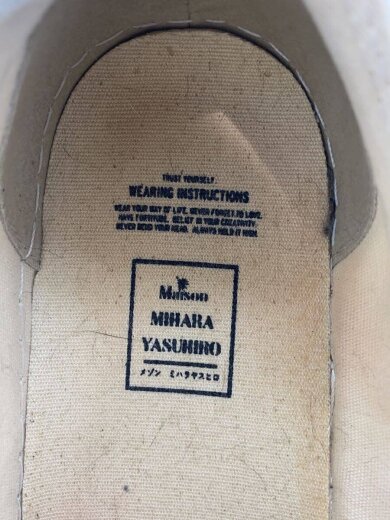 TRUST YOURSELF
WEARING INSTRUCTIONS
WEAR YOUR WAY OF LIFE. NEVER FORGET TO LOVE.
HAVE FORTITUDE. BELIEF IN YOUR CREATIVITY.
NEVER BEND YOUR HEAD. ALWAYS HOLD IT HIGH.
Maison
MIHARA
YASUHIRO
メゾン ミハラヤスヒロ